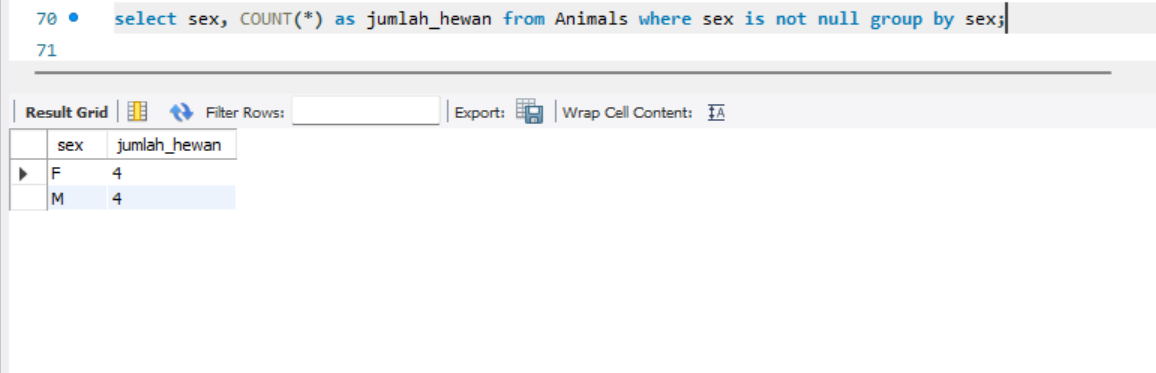 70 select sex, COUNT(*) as jumlah_hewan from Animals where sex is not null group by sex;
71
Result Grid Filter Rows: Export: Wrap Cell Content: IA
sex jumlah_hewan
F 4
M 4